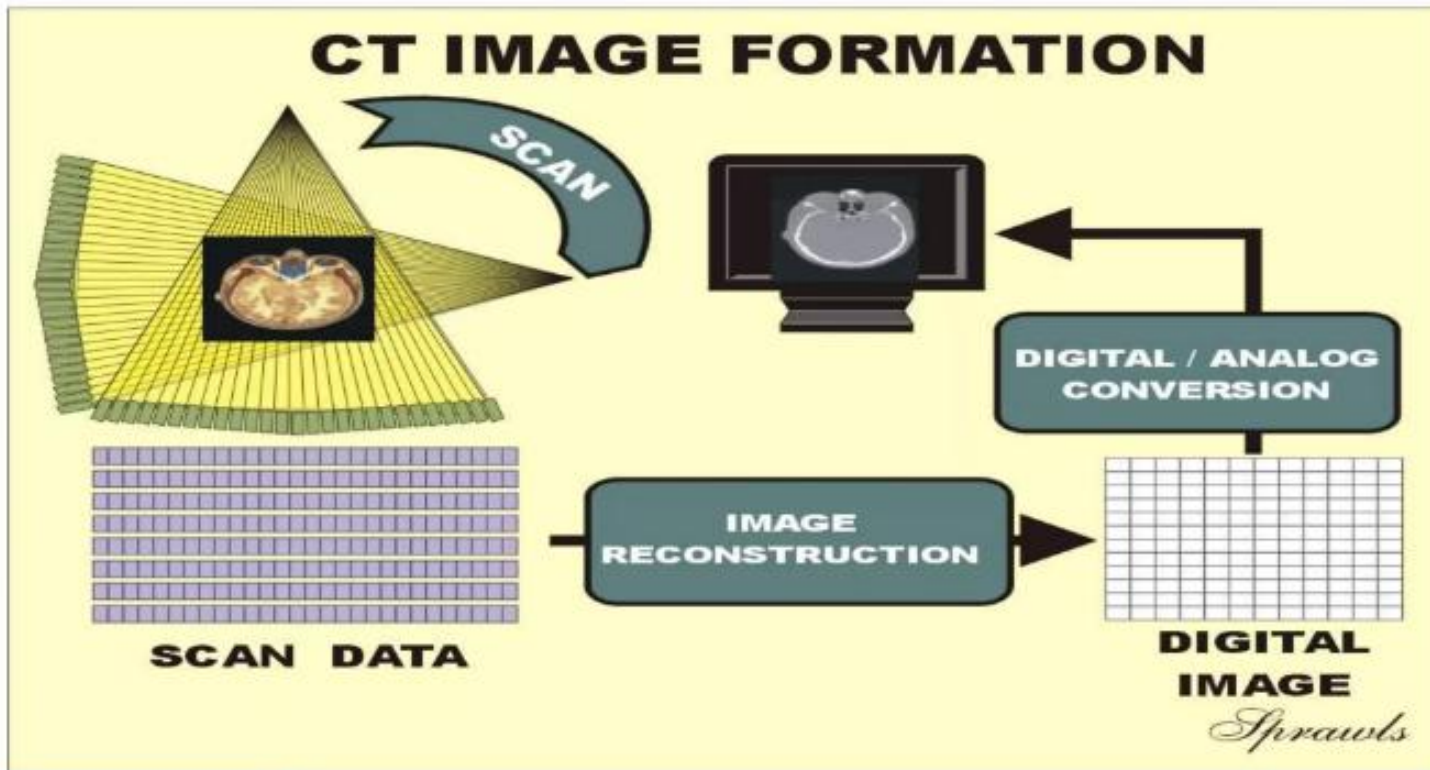 CT IMAGE FORMATION
SCAN
DIGITAL / ANALOG
CONVERSION
IMAGE
RECONSTRUCTION
SCAN DATA
DIGITAL
IMAGE
Sprawls